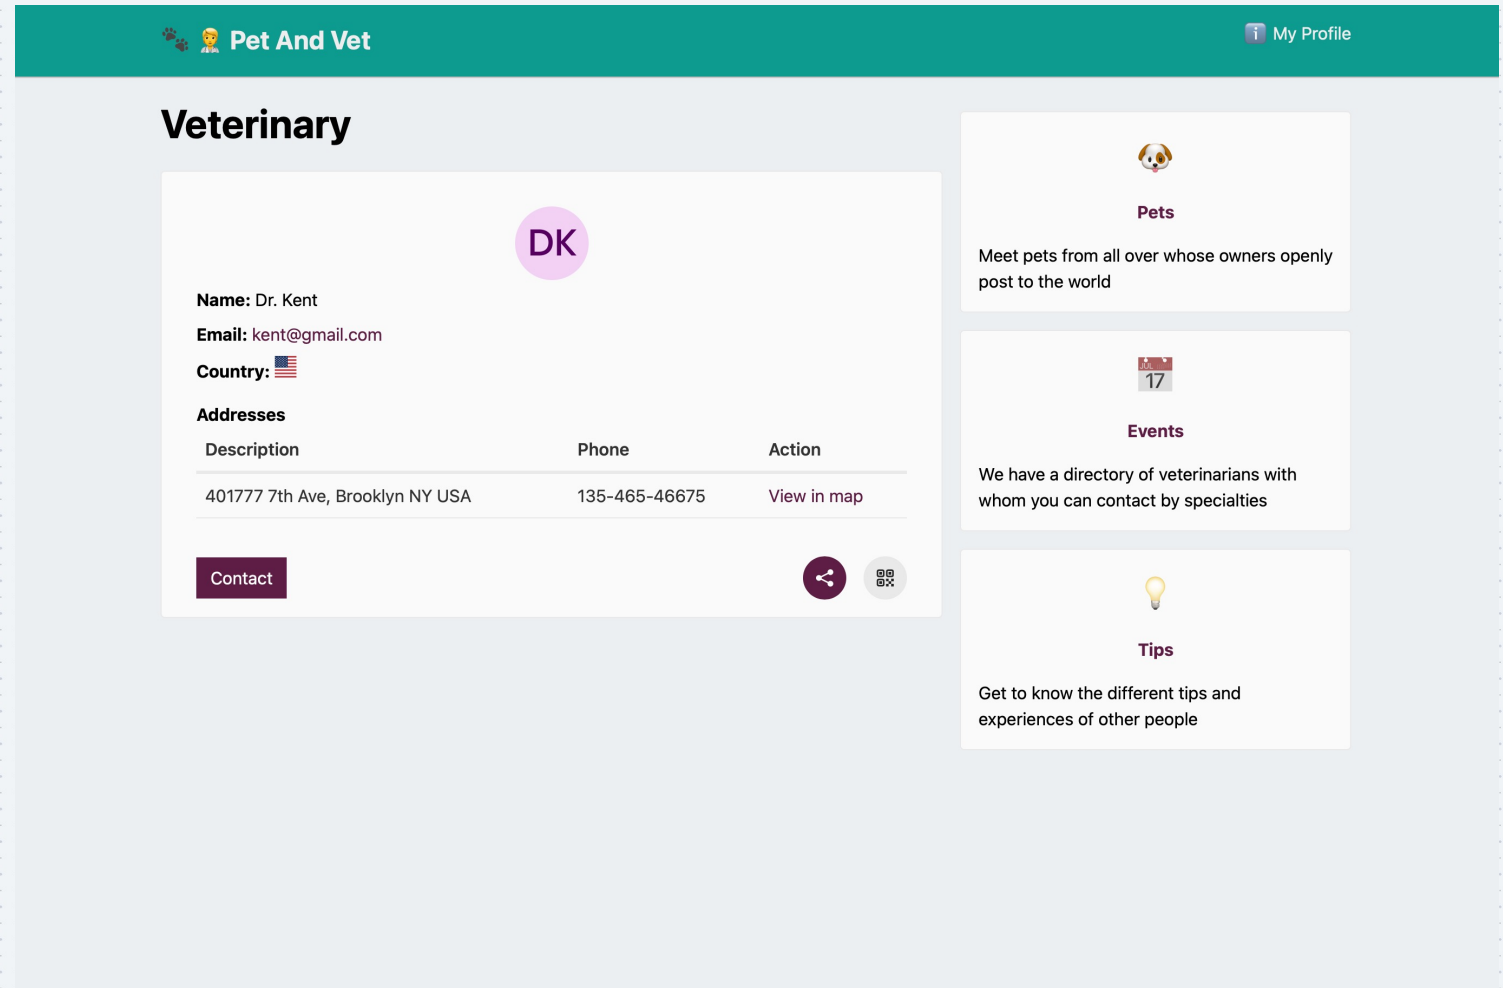 Pet And Vet
My Profile
Veterinary
DK
Name: Dr. Kent
Email: kent@gmail.com
Country:
Addresses
Description Phone Action
401777 7th Ave, Brooklyn NY USA 135-465-46675 View in map
Contact
Pets
Meet pets from all over whose owners openly
post to the world
JUL
17
Events
We have a directory of veterinarians with
whom you can contact by specialties
Tips
Get to know the different tips and
experiences of other people